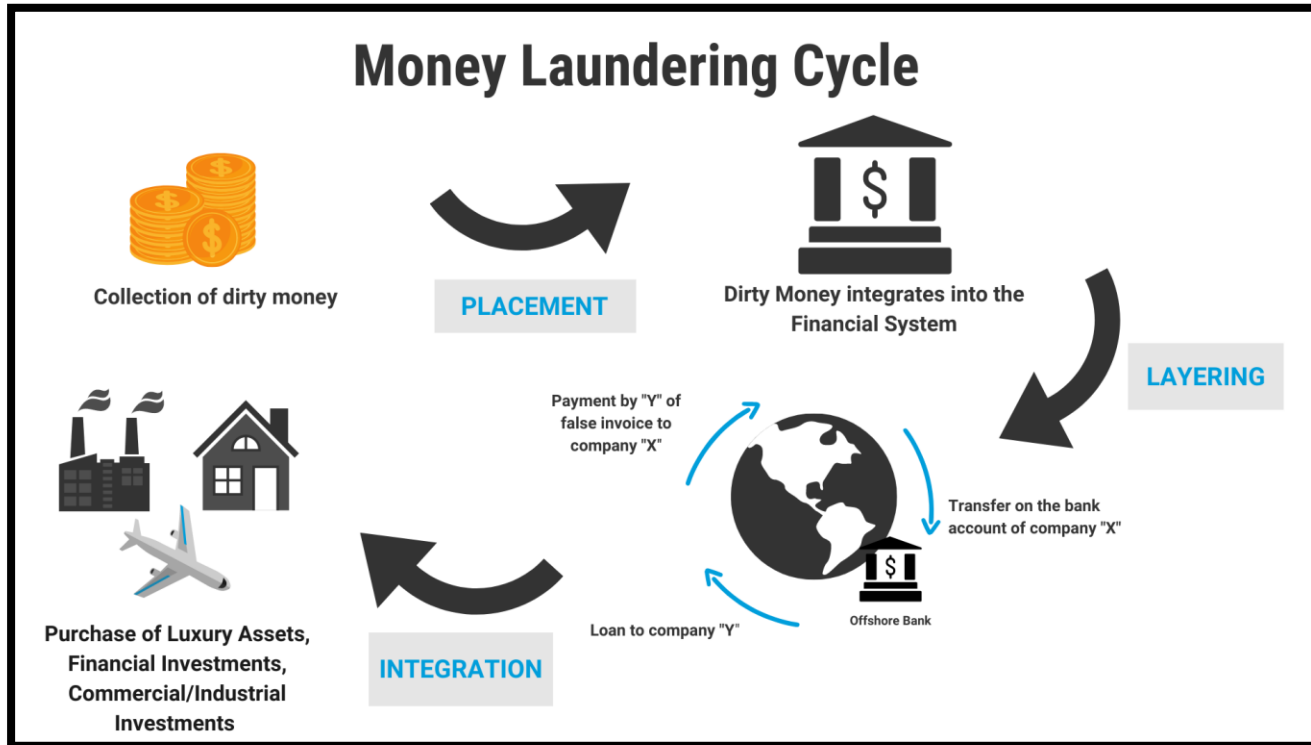 Money Laundering Cycle
$
$
$
Collection of dirty money
PLACEMENT
Dirty Money integrates into the
Financial System
LAYERING
Payment by "Y" of
false invoice to
company "X"
Transfer on the bank
account of company "X"
$
Offshore Bank
Loan to company "Y"
INTEGRATION
Purchase of Luxury Assets,
Financial Investments,
Commercial/Industrial
Investments